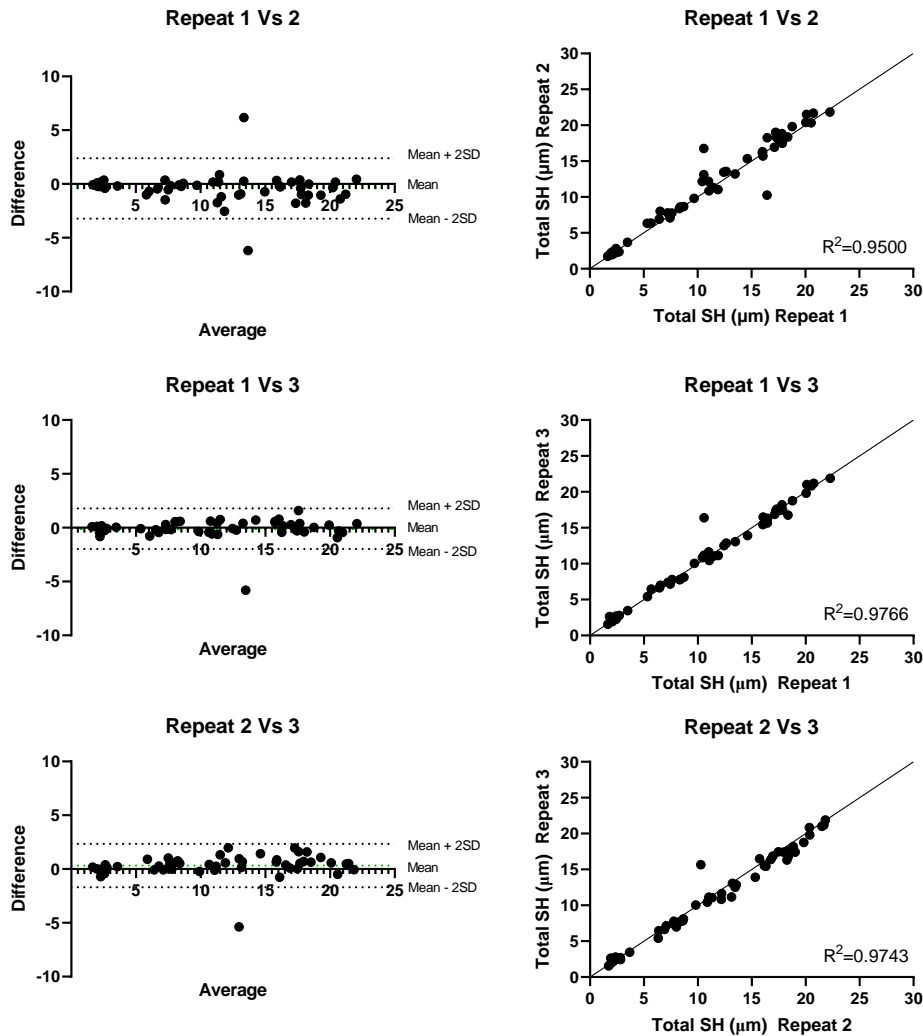 Repeat 1 Vs 2
10
5
0
-5
-10
5
10
15
20
25
Difference
Average
Mean + 2SD
Mean
Mean - 2SD
Repeat 1 Vs 2
30
25
20
15
10
5
0
0
5
10
15
20
25
30
Total SH (μm) Repeat 2
Total SH (μm) Repeat 1
R²=0.9500
Repeat 1 Vs 3
10
5
0
-5
-10
5
10
15
20
25
Difference
Average
Mean + 2SD
Mean
Mean - 2SD
Repeat 1 Vs 3
30
25
20
15
10
5
0
0
5
10
15
20
25
30
Total SH (μm) Repeat 3
Total SH (μm) Repeat 1
R²=0.9766
Repeat 2 Vs 3
10
5
0
-5
-10
5
10
15
20
25
Difference
Average
Mean + 2SD
Mean
Mean - 2SD
Repeat 2 Vs 3
30
25
20
15
10
5
0
0
5
10
15
20
25
30
Total SH (μm) Repeat 3
Total SH (μm) Repeat 2
R²=0.9743